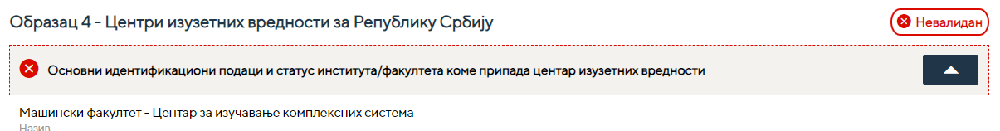 Образац 4 - Центри изузетних вредности за Републику Србију
Невалидан
Основни идентификациони подаци и статус института/факултета коме припада центар изузетних вредности
Машински факултет - Центар за изучавање комплексних система
Назив